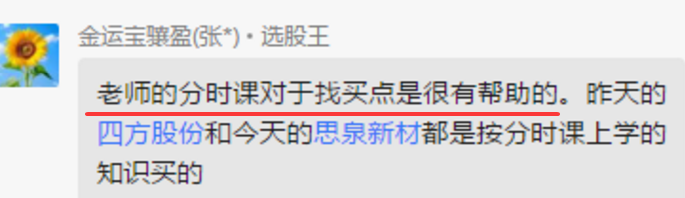 金运宝骧盈(张*)·选股王
老师的分时课对于找买点是很有帮助的。昨天的
四方股份和今天的思泉新材都是按分时课上学的
知识买的